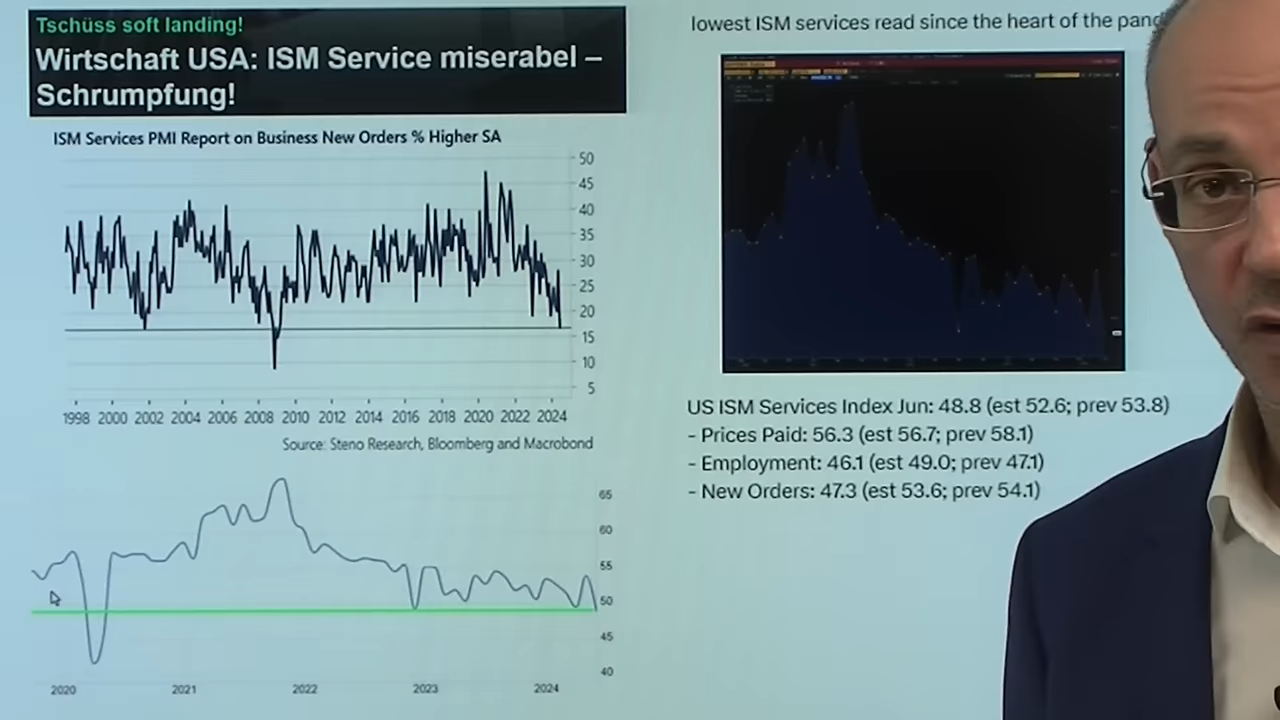 Tschüss soft landing!
Wirtschaft USA: ISM Service miserabel –
Schrumpfung!
ISM Services PMI Report on Business New Orders % Higher SA
50
45
40
35
30
25
20
15
10
5
1998 2000 2002 2004 2006 2008 2010 2012 2014 2016 2018 2020 2022 2024
Source: Steno Research, Bloomberg and Macrobond
65
60
55
50
45
40
2020 2021 2022 2023 2024
lowest ISM services read since the heart of the
US ISM Services Index Jun: 48.8 (est 52.6; prev 53.8)
- Prices Paid: 56.3 (est 56.7; prev 58.1)
- Employment: 46.1 (est 49.0; prev 47.1)
- New Orders: 47.3 (est 53.6; prev 54.1)